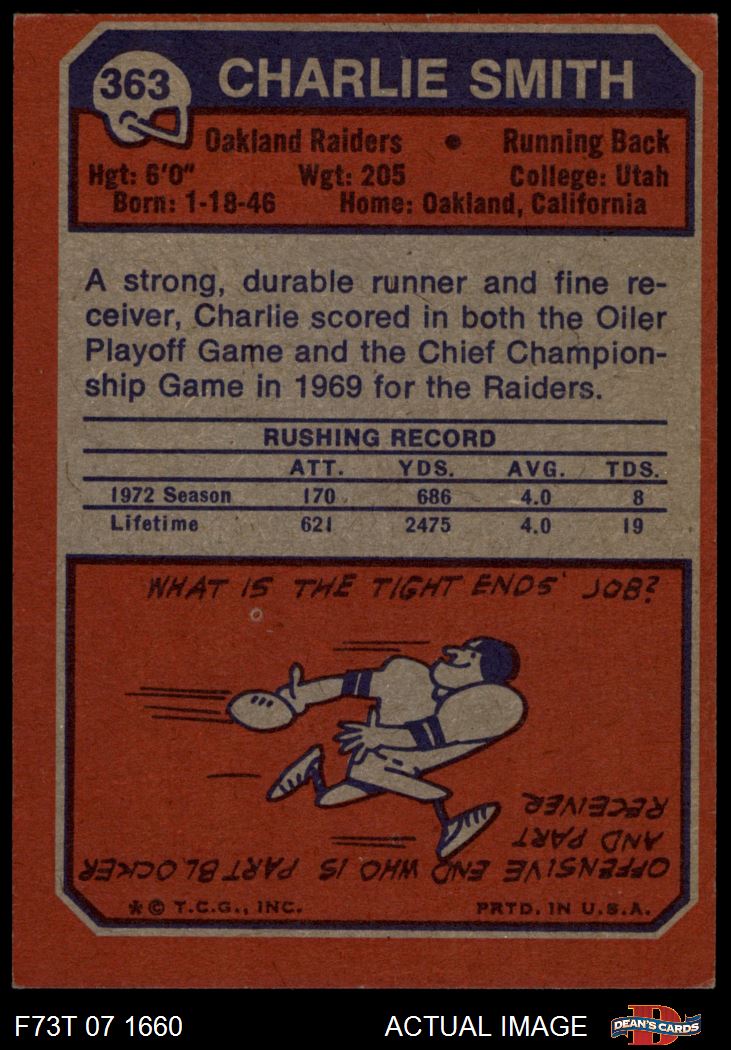 363 CHARLIE SMITH
Oakland Raiders • Running Back
Hgt: 6'0" Wgt: 205 College: Utah
Born: 1-18-46 Home: Oakland, California
A strong, durable runner and fine re-
ceiver, Charlie scored in both the Oiler
Playoff Game and the Chief Champion-
ship Game in 1969 for the Raiders.
RUSHING RECORD
ATT. YDS. AVG. TDS.
1972 Season 170 686 4.0 8
Lifetime 621 2475 4.0 19
WHAT IS THE TIGHT ENDS' JOB?
OFFENSIVE END WHO IS PART BLOCKER
AND PART
RECEIVER
* © T.C.G., INC. PRTD. IN U.S.A.
F73T 07 1660 ACTUAL IMAGE D DEAN'S CARDS